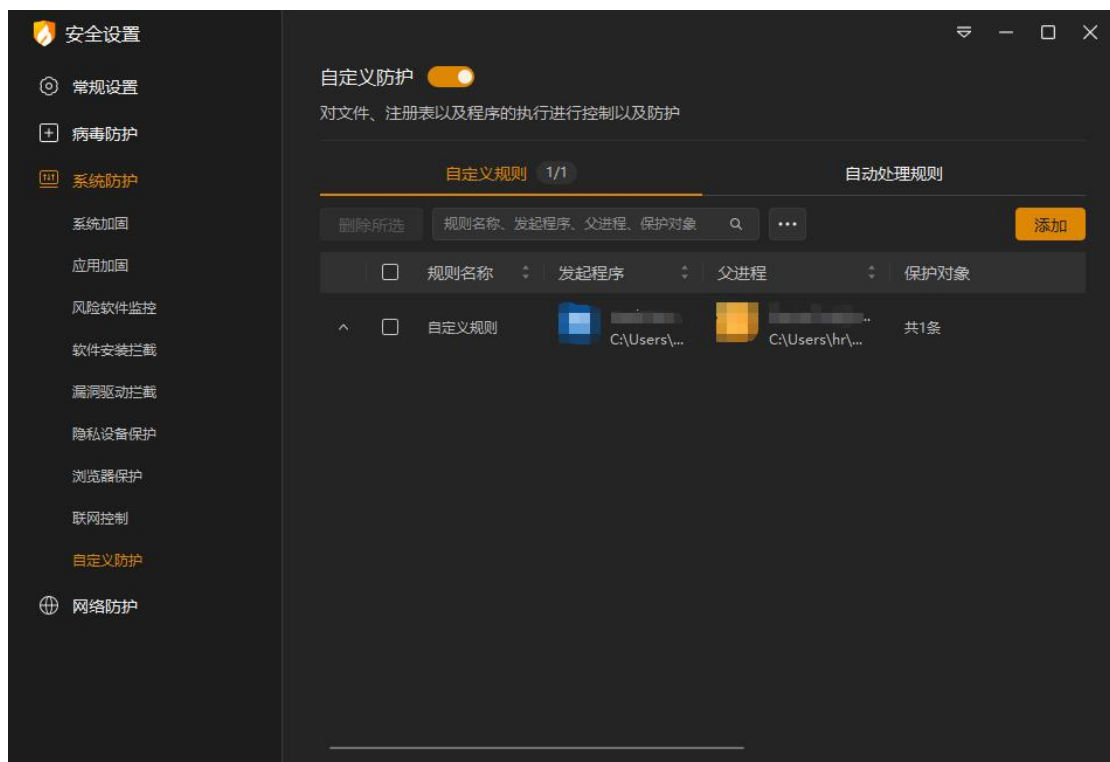 安全设置
常规设置
病毒防护
系统防护
系统加固
应用加固
风险软件监控
软件安装拦截
漏洞驱动拦截
隐私设备保护
浏览器保护
联网控制
自定义防护
网络防护
自定义防护
对文件、注册表以及程序的执行进行控制以及防护
自定义规则 1/1 自动处理规则
删除所选 规则名称、发起程序、父进程、保护对象 ··· 添加
规则名称 发起程序 父进程 保护对象
自定义规则 C:\Users\... C:\Users\hr\... 共1条